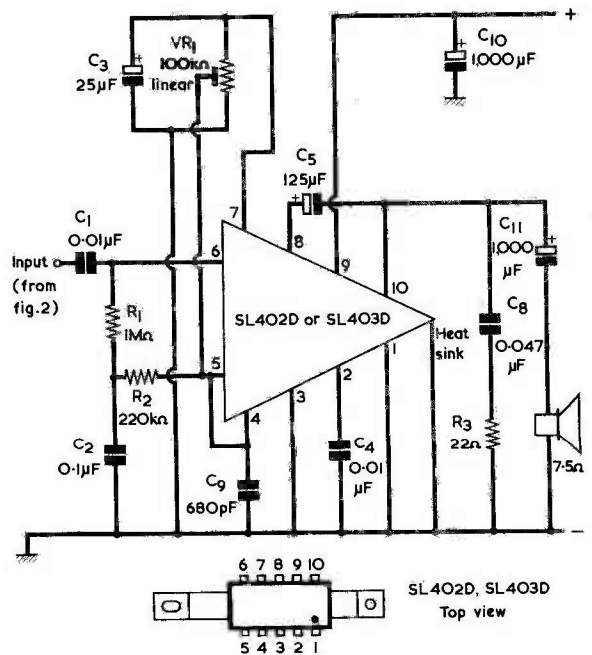 +
C10
1,000µF
C3
25µF
+
VR1
100kΩ
linear
+
C5
125µF
+
C11
1,000
µF
+
C1
0·01µF
Input
(from
fig.2)
7
8
9
10
6
SL402D or SL403D
Heat
sink
C8
0·047
µF
R1
1MΩ
5
R2
220kΩ
4
3
2
1
R3
22Ω
7·5Ω
C2
0·1µF
C9
680pF
C4
0·01
µF
−
6 7 8 9 10
SL402D, SL403D
Top view
5 4 3 2 1